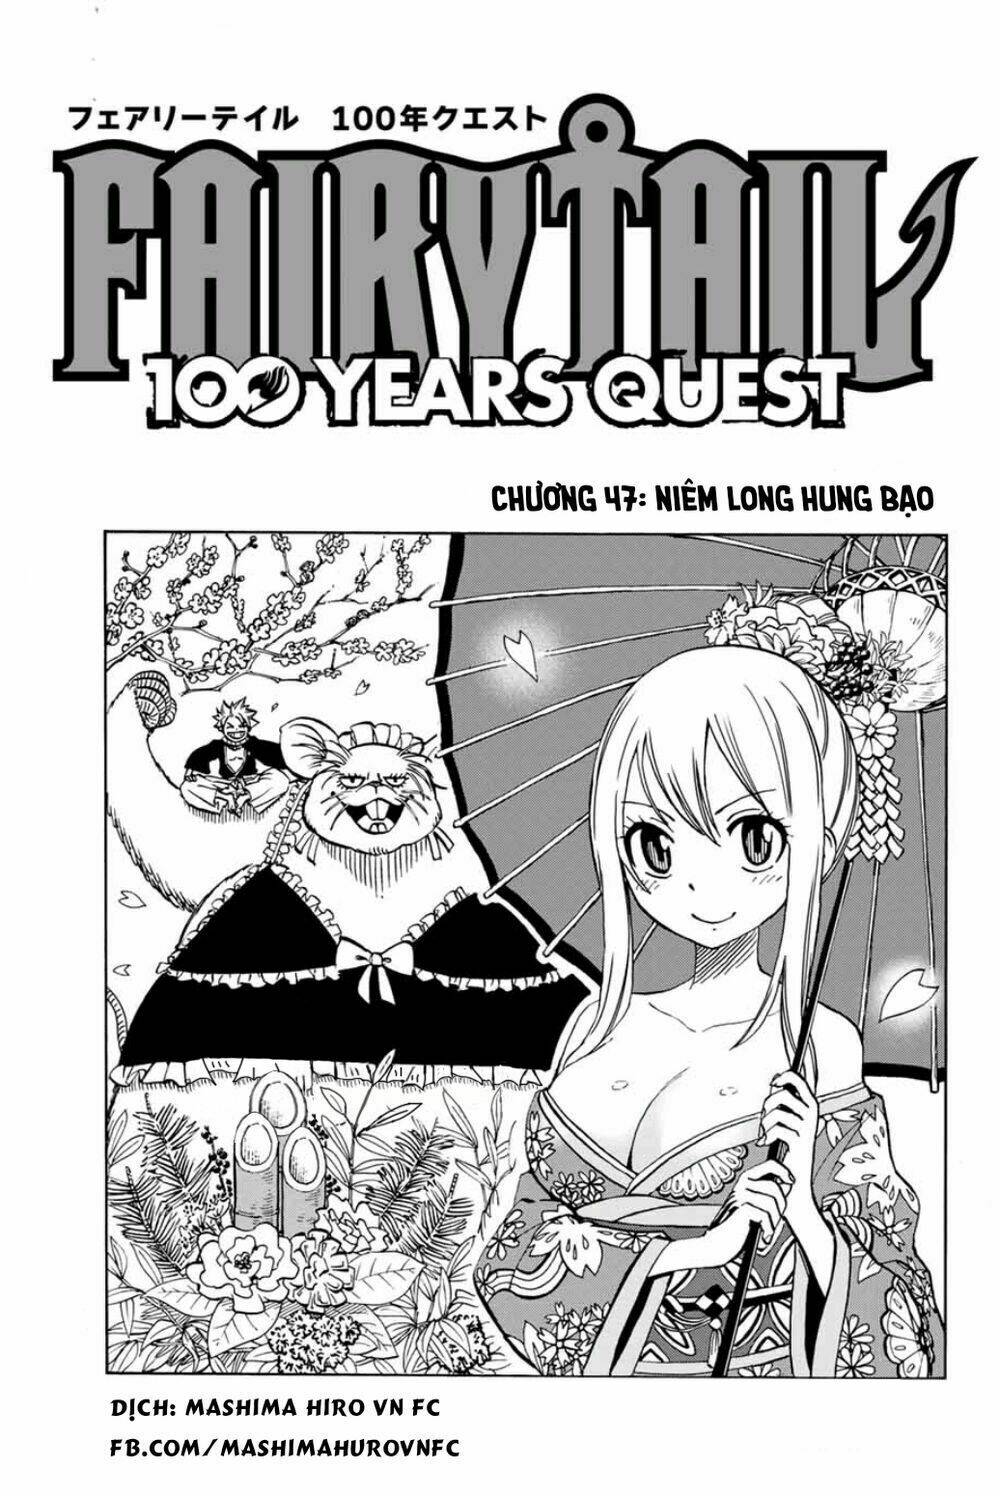 フェアリーテイル 100年クエスト
FAIRY TAIL
100 YEARS QUEST
CHƯƠNG 47: NIÊM LONG HUNG BẠO
DỊCH: MASHIMA HIRO VN FC
FB.COM/MASHIMAHUROVNFC